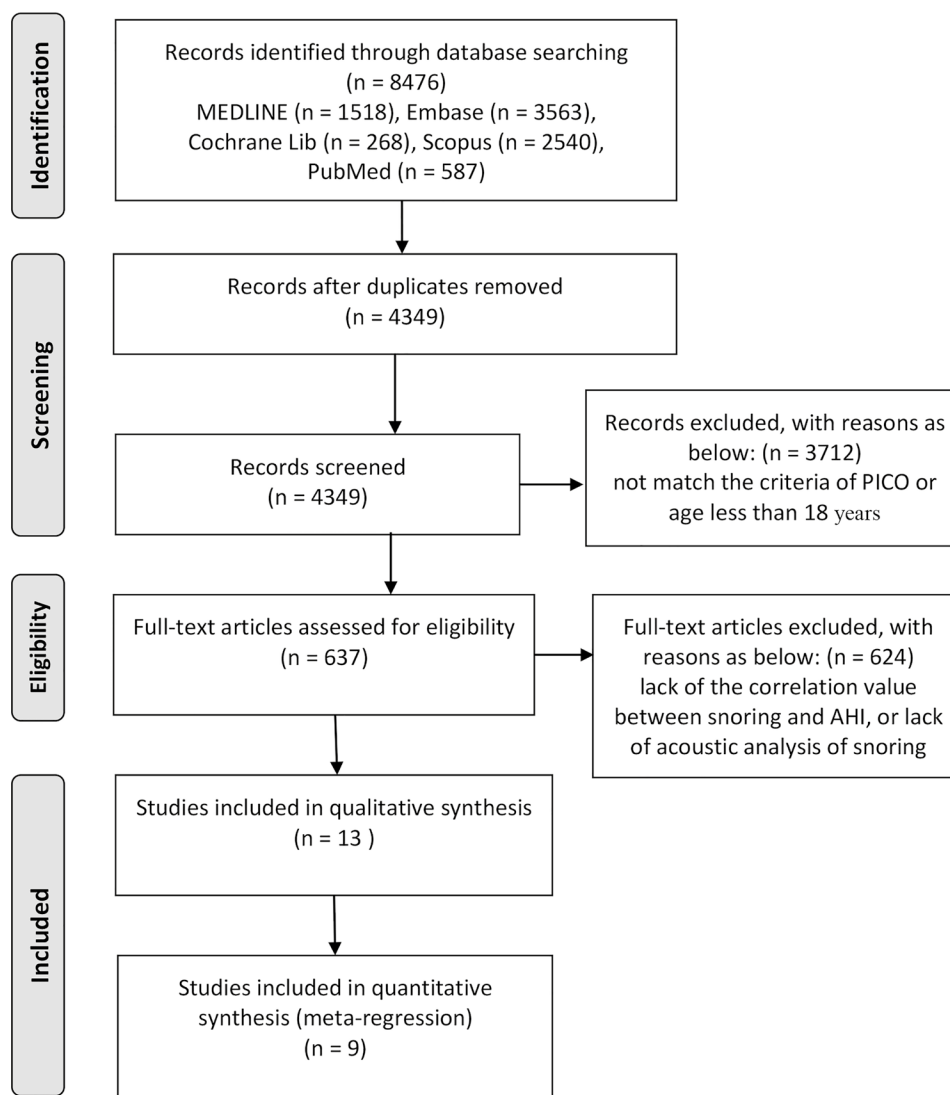 Identification
Records identified through database searching
(n = 8476)
MEDLINE (n = 1518), Embase (n = 3563),
Cochrane Lib (n = 268), Scopus (n = 2540),
PubMed (n = 587)
Screening
Records after duplicates removed
(n = 4349)
Records screened
(n = 4349)
Records excluded, with reasons as
below: (n = 3712)
not match the criteria of PICO or
age less than 18 years
Eligibility
Full-text articles assessed for eligibility
(n = 637)
Full-text articles excluded, with
reasons as below: (n = 624)
lack of the correlation value
between snoring and AHI, or lack
of acoustic analysis of snoring
Included
Studies included in qualitative synthesis
(n = 13 )
Studies included in quantitative
synthesis (meta-regression)
(n = 9)